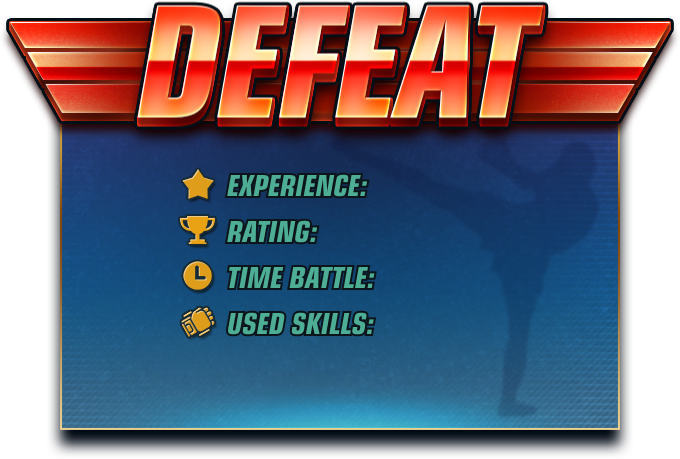 DEFEAT
EXPERIENCE:
RATING:
TIME BATTLE:
USED SKILLS: